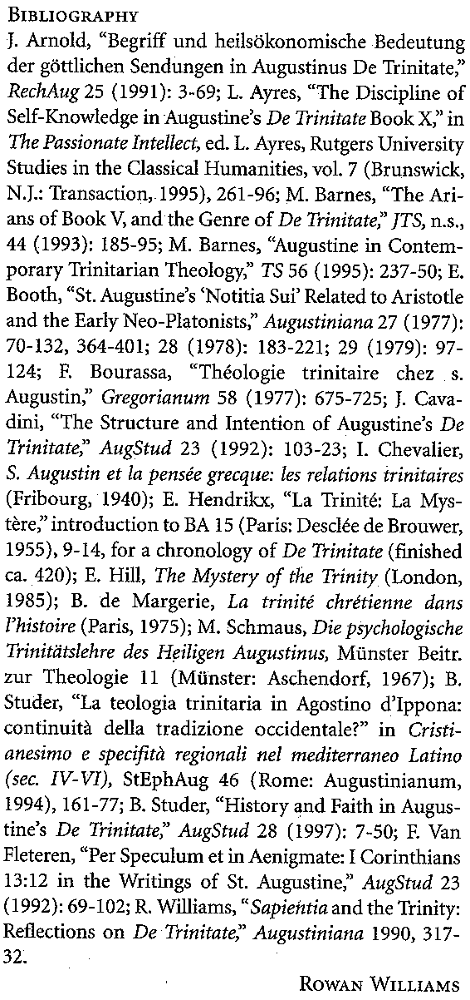 BIBLIOGRAPHY
J. Arnold, “Begriff und heilsökonomische Bedeutung
der göttlichen Sendungen in Augustinus De Trinitate,”
RechAug 25 (1991): 3-69; L. Ayres, “The Discipline of
Self-Knowledge in Augustine’s De Trinitate Book X,” in
The Passionate Intellect, ed. L. Ayres, Rutgers University
Studies in the Classical Humanities, vol. 7 (Brunswick,
N.J.: Transaction, 1995), 261-96; M. Barnes, “The Ari-
ans of Book V, and the Genre of De Trinitate,” JTS, n.s.,
44 (1993): 185-95; M. Barnes, “Augustine in Contem-
porary Trinitarian Theology,” TS 56 (1995): 237-50; E.
Booth, “St. Augustine’s ‘Notitia Sui’ Related to Aristotle
and the Early Neo-Platonists,” Augustiniana 27 (1977):
70-132, 364-401; 28 (1978): 183-221; 29 (1979): 97-
124; F. Bourassa, “Théologie trinitaire chez s.
Augustin,” Gregorianum 58 (1977): 675-725; J. Cava-
dini, “The Structure and Intention of Augustine’s De
Trinitate,” AugStud 23 (1992): 103-23; I. Chevalier,
S. Augustin et la pensée grecque: les relations trinitaires
(Fribourg, 1940); E. Hendrikx, “La Trinité: La Mys-
tère,” introduction to BA 15 (Paris: Desclée de Brouwer,
1955), 9-14, for a chronology of De Trinitate (finished
ca. 420); E. Hill, The Mystery of the Trinity (London,
1985); B. de Margerie, La trinité chrétienne dans
l’histoire (Paris, 1975); M. Schmaus, Die psychologische
Trinitätslehre des Heiligen Augustinus, Münster Beitr.
zur Theologie 11 (Münster: Aschendorf, 1967); B.
Studer, “La teologia trinitaria in Agostino d’Ippona:
continuità della tradizione occidentale?” in Cristi-
anesimo e specifità regionali nel mediterraneo Latino
(sec. IV-VI), StEphAug 46 (Rome: Augustinianum,
1994), 161-77; B. Studer, “History and Faith in Augus-
tine’s De Trinitate,” AugStud 28 (1997): 7-50; F. Van
Fleteren, “Per Speculum et in Aenigmate: I Corinthians
13:12 in the Writings of St. Augustine,” AugStud 23
(1992): 69-102; R. Williams, “Sapientia and the Trinity:
Reflections on De Trinitate,” Augustiniana 1990, 317-
32.
ROWAN WILLIAMS